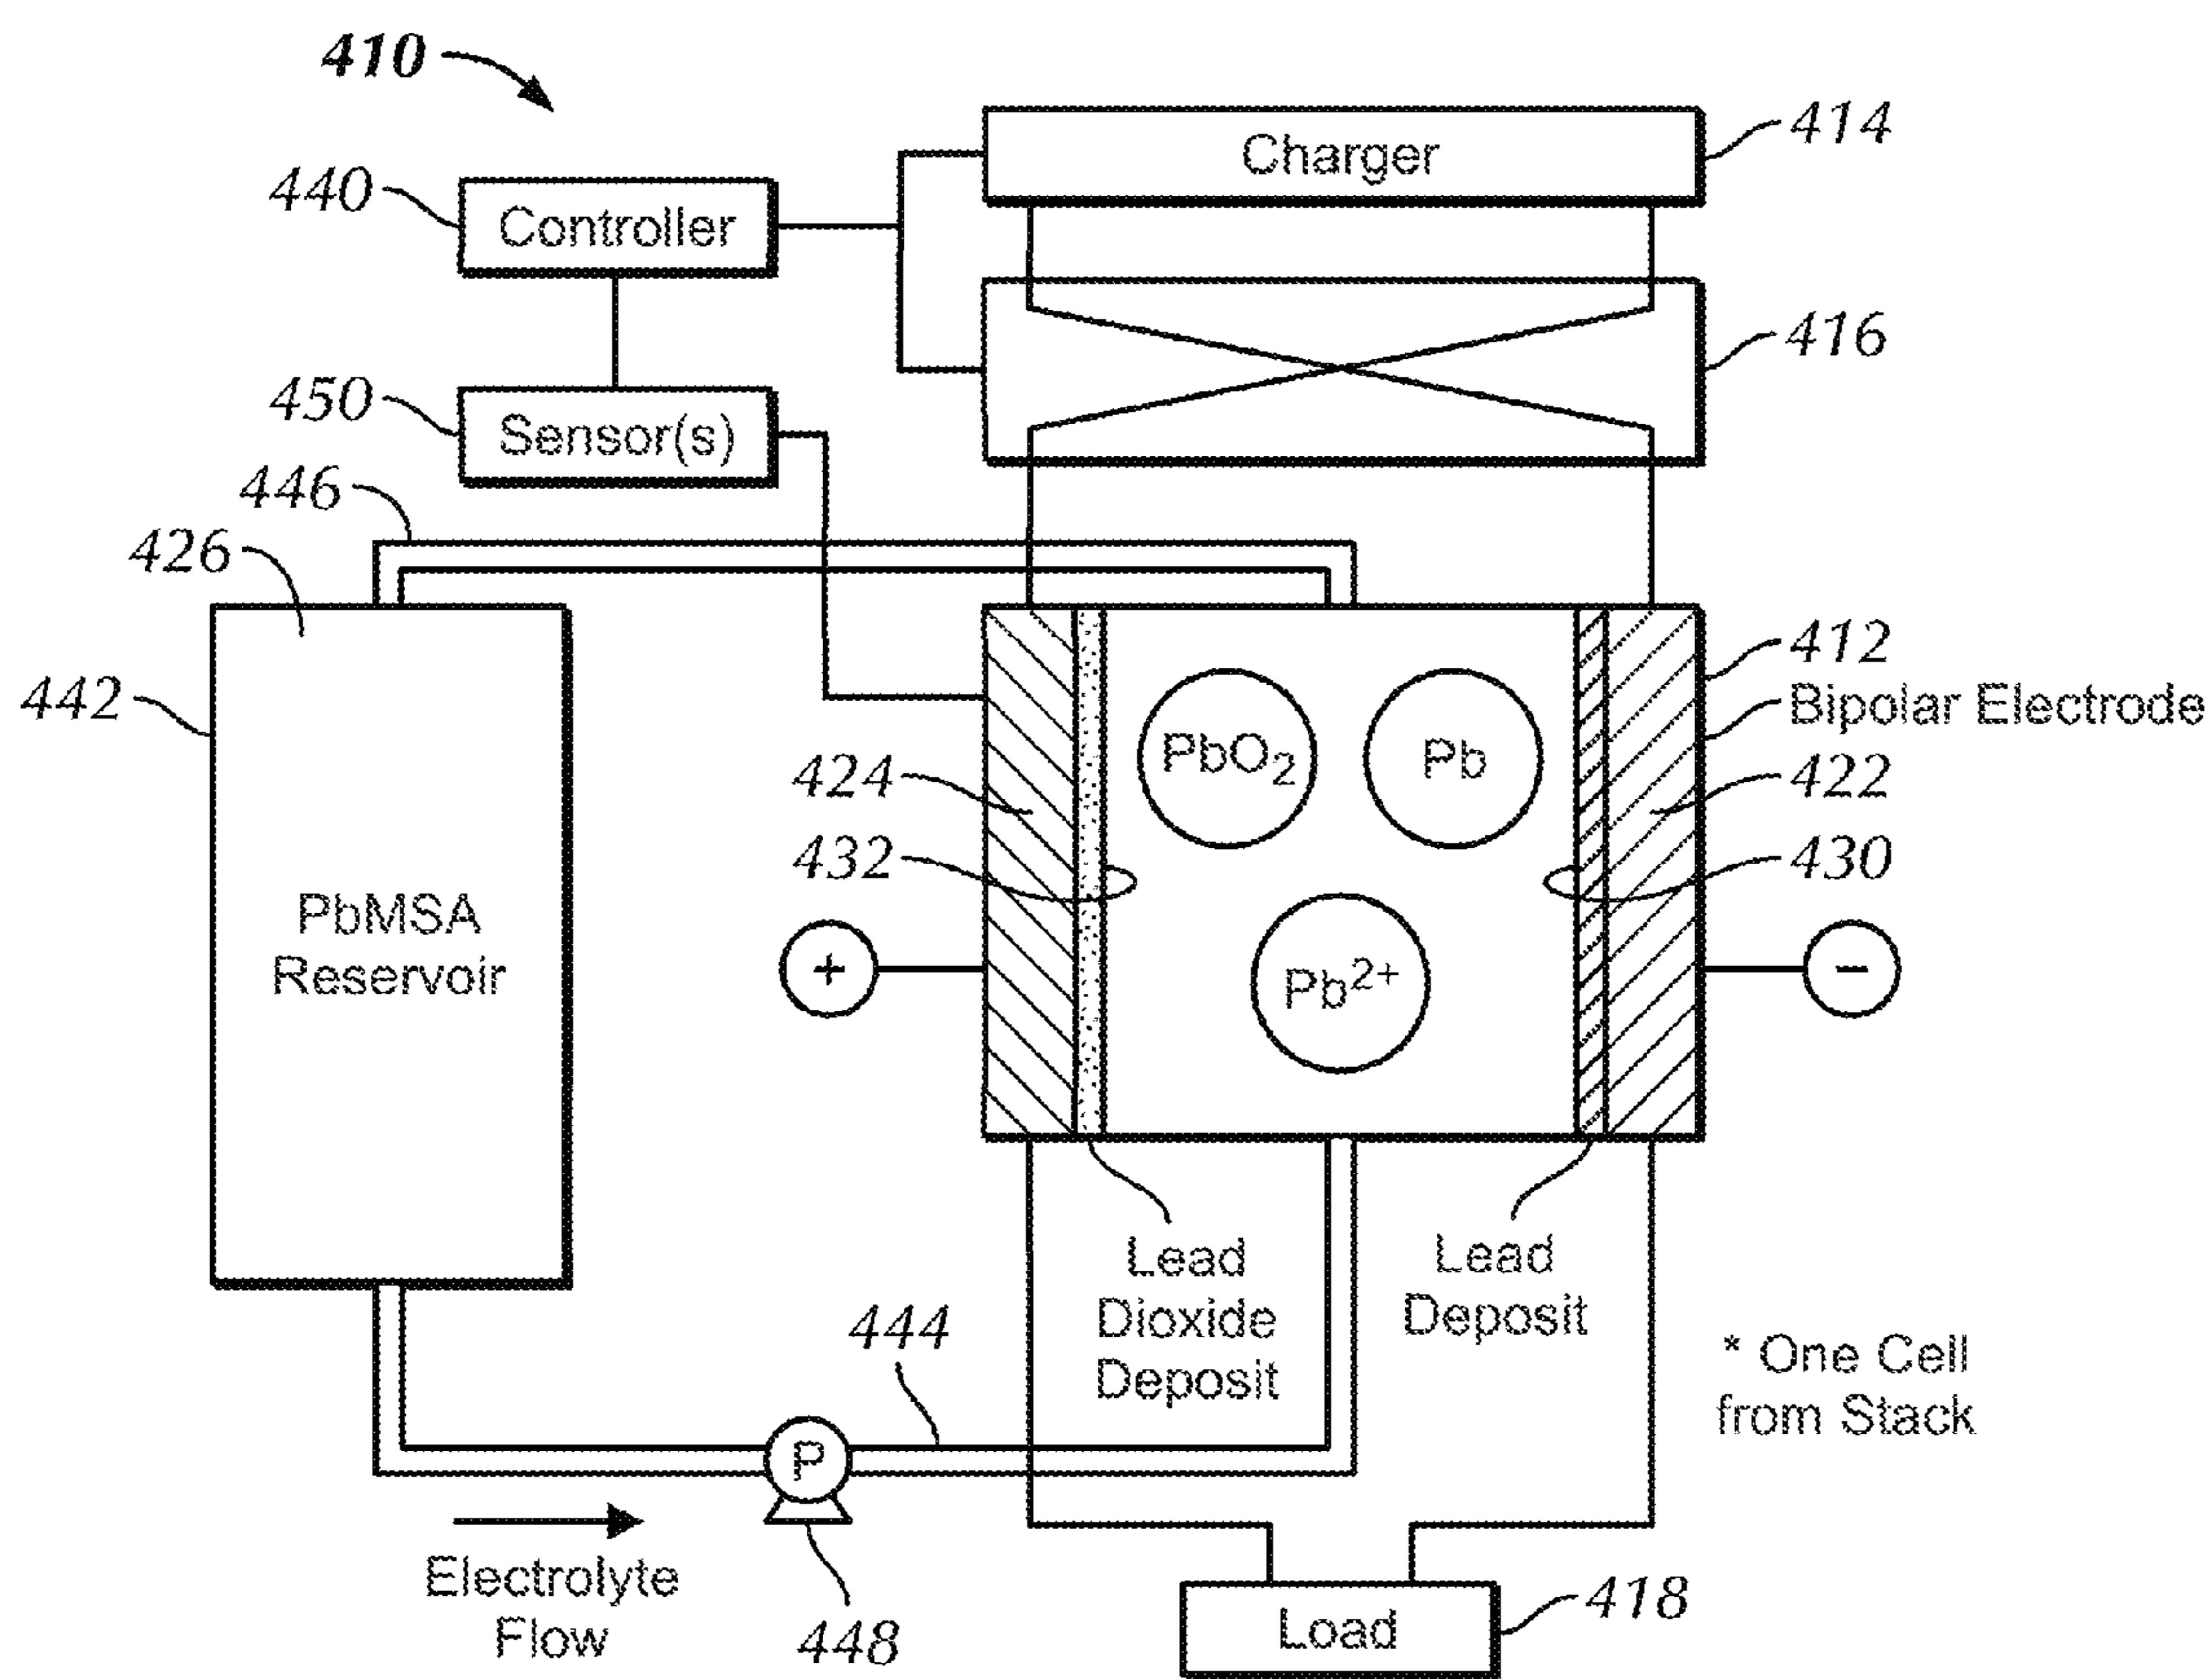 410
Charger
414
440
Controller
416
450
Sensor(s)
446
426
412
442
Bipolar Electrode
PbO2
Pb
424
422
432
430
PbMSA
Reservoir
+
−
Pb2+
Lead
Dioxide
Deposit
Lead
Deposit
444
* One Cell
from Stack
P
Electrolyte
Flow
448
Load
418